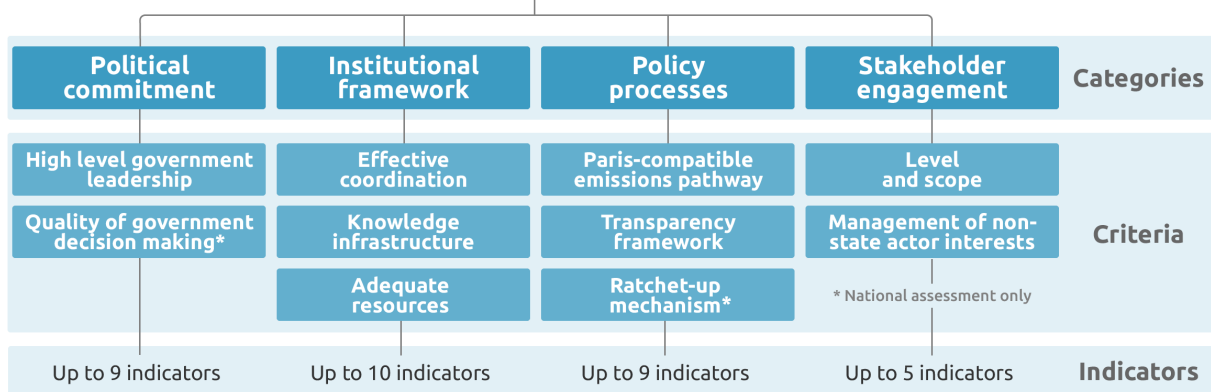 Political
commitment
Institutional
framework
Policy
processes
Stakeholder
engagement
Categories
High level government
leadership
Effective
coordination
Paris-compatible
emissions pathway
Level
and scope
Quality of government
decision making*
Knowledge
infrastructure
Transparency
framework
Management of non-
state actor interests
Criteria
Adequate
resources
Ratchet-up
mechanism*
* National assessment only
Up to 9 indicators
Up to 10 indicators
Up to 9 indicators
Up to 5 indicators
Indicators